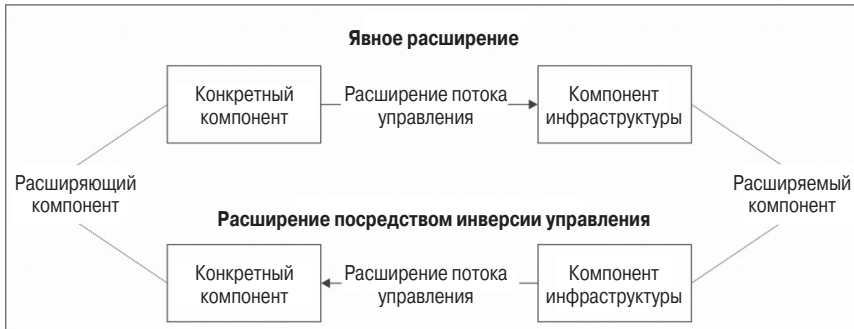 Явное расширение
Конкретный
компонент
Расширение потока
управления
Компонент
инфраструктуры
Расширяющий
компонент
Расширяемый
компонент
Расширение посредством инверсии управления
Конкретный
компонент
Расширение потока
управления
Компонент
инфраструктуры